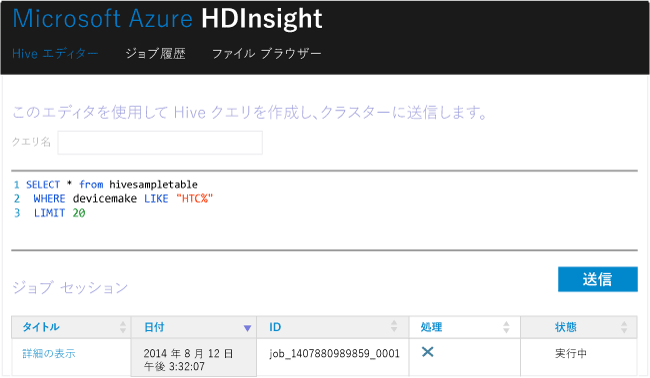 Microsoft Azure HDInsight
Hive エディター ジョブ履歴 ファイル ブラウザー
このエディタを使用して Hive クエリを作成し、クラスターに送信します。
クエリ名
1 SELECT * from hivesampletable
2 WHERE devicemake LIKE "HTC%"
3 LIMIT 20
送信
ジョブ セッション
タイトル 日付 ID 処理 状態
詳細の表示 2014 年 8 月 12 日 job_1407880989859_0001 実行中
午後 3:32:07